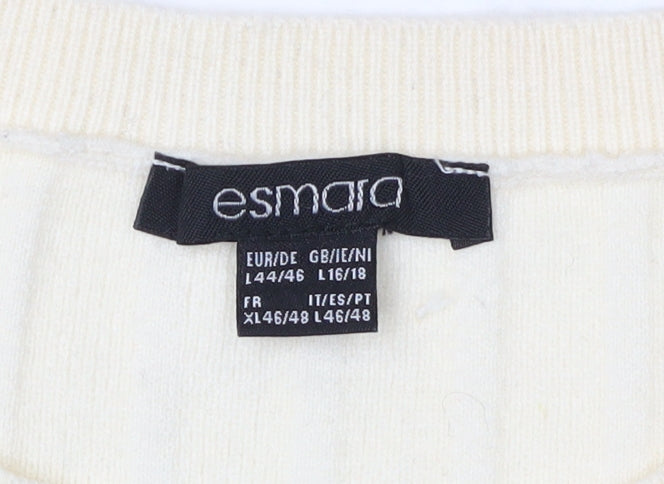 esmara
EUR/DE GB/IE/NI
L44/46 L16/18
FR IT/ES/PT
XL46/48 L46/48